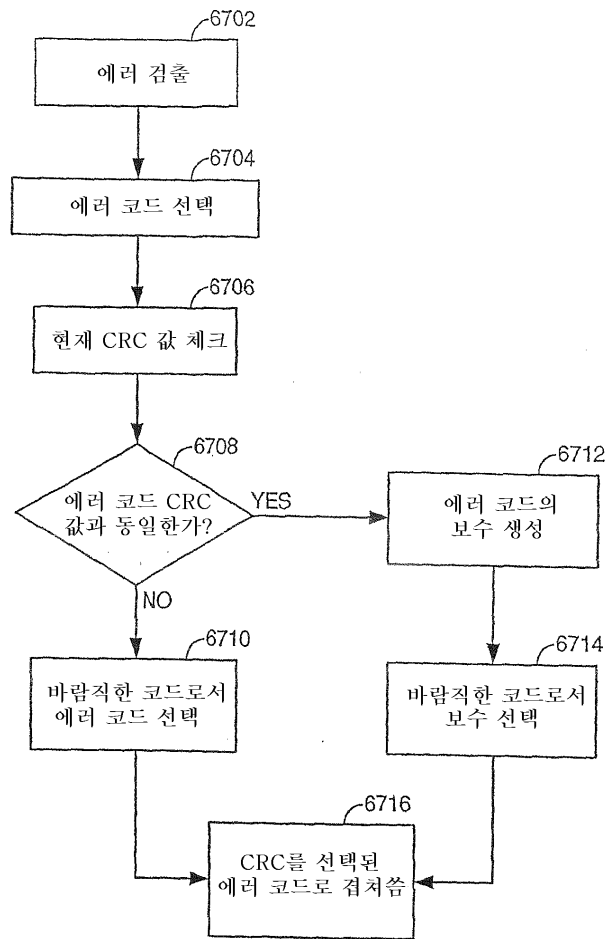 6702
에러 검출
6704
에러 코드 선택
6706
현재 CRC 값 체크
6708
에러 코드 CRC
값과 동일한가?
YES
NO
6712
에러 코드의
보수 생성
6710
바람직한 코드로서
에러 코드 선택
6714
바람직한 코드로서
보수 선택
6716
CRC를 선택된
에러 코드로 겹쳐씀